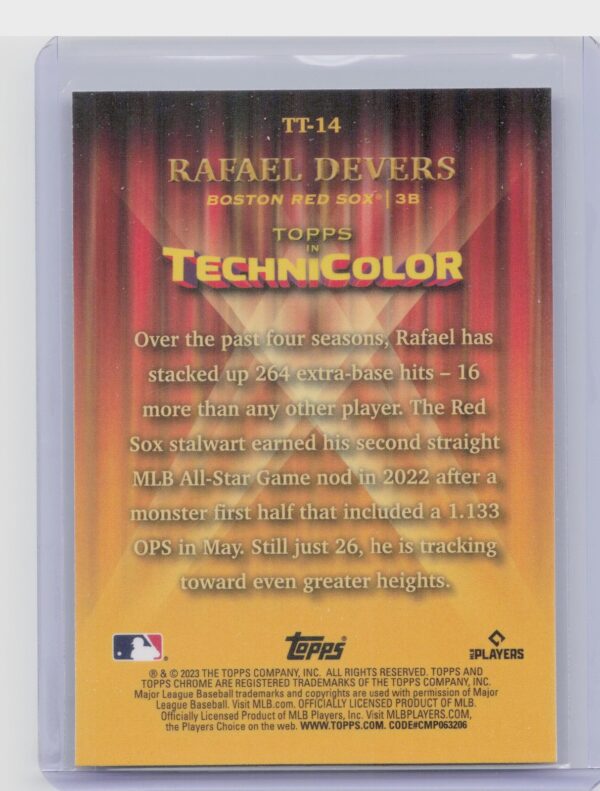 TT-14
RAFAEL DEVERS
BOSTON RED SOX® | 3B
TOPPS
IN
TECHNICOLOR
Over the past four seasons, Rafael has
stacked up 264 extra-base hits – 16
more than any other player. The Red
Sox stalwart earned his second straight
MLB All-Star Game nod in 2022 after a
monster first half that included a 1.133
OPS in May. Still just 26, he is tracking
toward even greater heights.
topps®
MLB PLAYERS
® & © 2023 THE TOPPS COMPANY, INC. ALL RIGHTS RESERVED. TOPPS AND
TOPPS CHROME ARE REGISTERED TRADEMARKS OF THE TOPPS COMPANY, INC.
Major League Baseball trademarks and copyrights are used with permission of Major
League Baseball. Visit MLB.com. OFFICIALLY LICENSED PRODUCT OF MLB
Officially Licensed Product of MLB Players, Inc. Visit MLBPLAYERS.COM,
the Players Choice on the web. WWW.TOPPS.COM. CODE#CMP063206